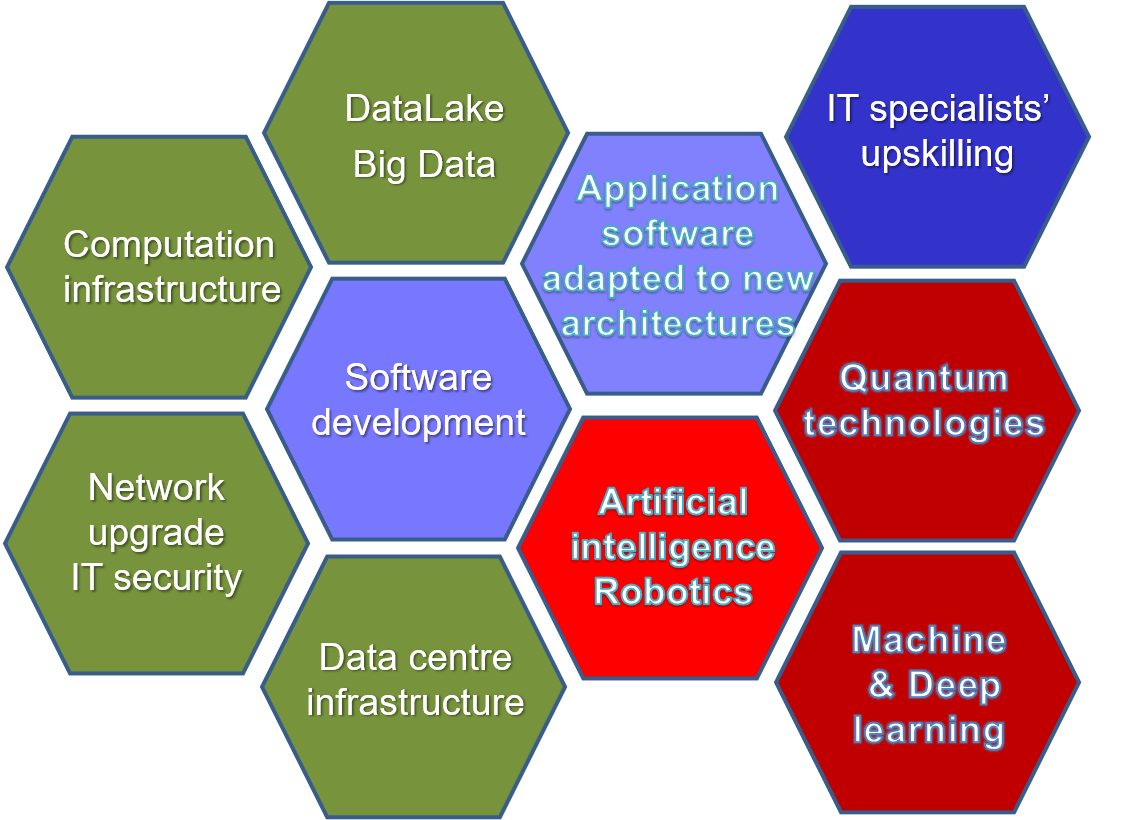 DataLake
Big Data
IT specialists’
upskilling
Application
software
adapted to new
architectures
Computation
infrastructure
Software
development
Quantum
technologies
Network
upgrade
IT security
Artificial
intelligence
Robotics
Data centre
infrastructure
Machine
& Deep
learning